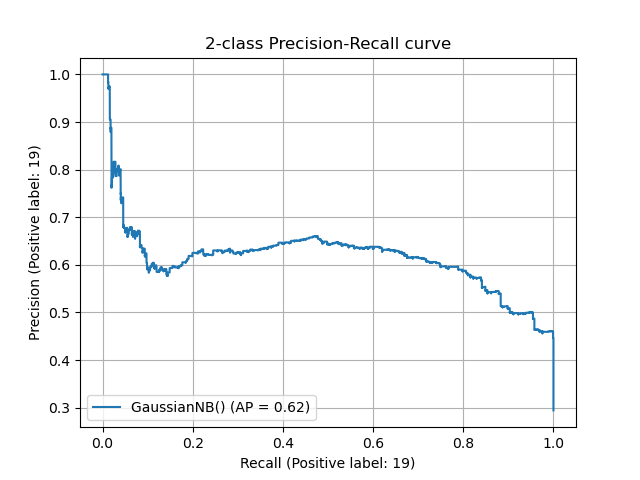 2-class Precision-Recall curve
1.0
0.9
0.8
0.7
0.6
0.5
0.4
0.3
Precision (Positive label: 19)
GaussianNB() (AP = 0.62)
0.0 0.2 0.4 0.6 0.8 1.0
Recall (Positive label: 19)